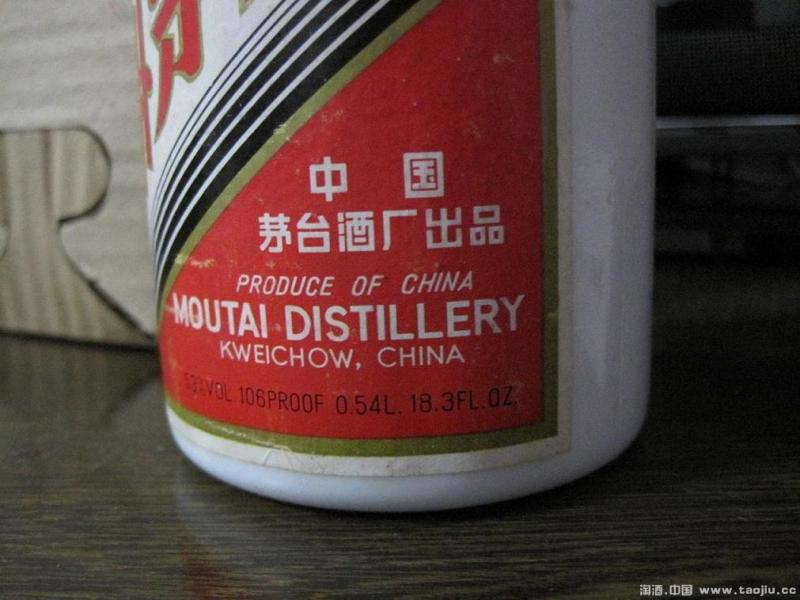 中国
茅台酒厂出品
PRODUCE OF CHINA
MOUTAI DISTILLERY
KWEICHOW, CHINA
53%VOL. 106PROOF 0.54L. 18.3FL.OZ.
淘酒.中国 www.taojiu.cc